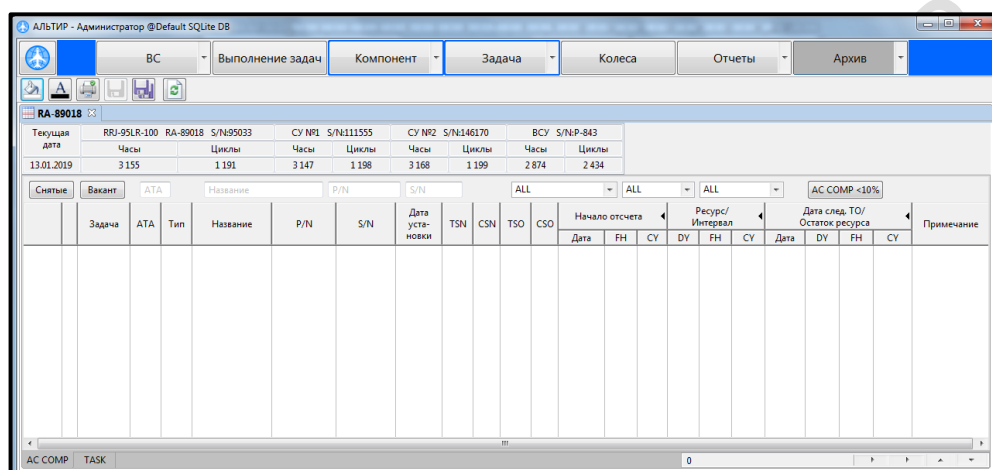 АЛЬТИР - Администратор @Default SQLite DB
ВС Выполнение задач Компонент Задача Колеса Отчеты Архив
A
RA-89018
Текущая дата RRJ-95LR-100 RA-89018 S/N:95033 СУ №1 S/N:111555 СУ №2 S/N:146170 ВСУ S/N:P-843
Часы Циклы Часы Циклы Часы Циклы Часы Циклы
13.01.2019 3 155 1 191 3 147 1 198 3 168 1 199 2 874 2 434
Снятые Вакант ATA Название P/N S/N ALL ALL ALL AC COMP <10%
Задача ATA Тип Название P/N S/N Дата уста- новки TSN CSN TSO CSO Начало отсчета Ресурс/ Интервал Дата след. ТО/ Остаток ресурса Примечание
Дата FH CY DY FH CY Дата DY FH CY
AC COMP TASK 0